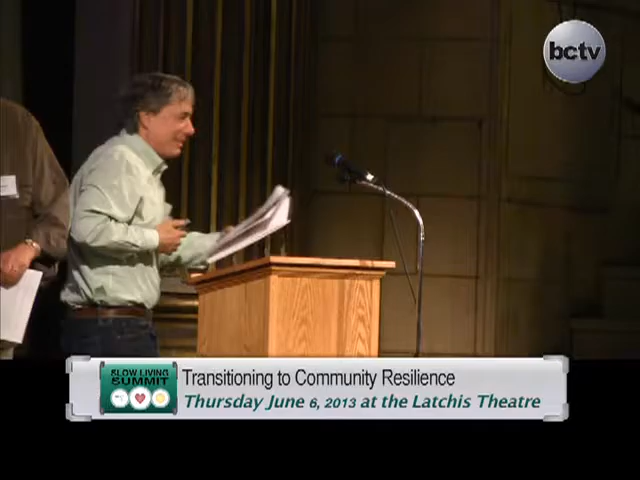 bctv
SLOW LIVING
SUMMIT
Transitioning to Community Resilience
Thursday June 6, 2013 at the Latchis Theatre